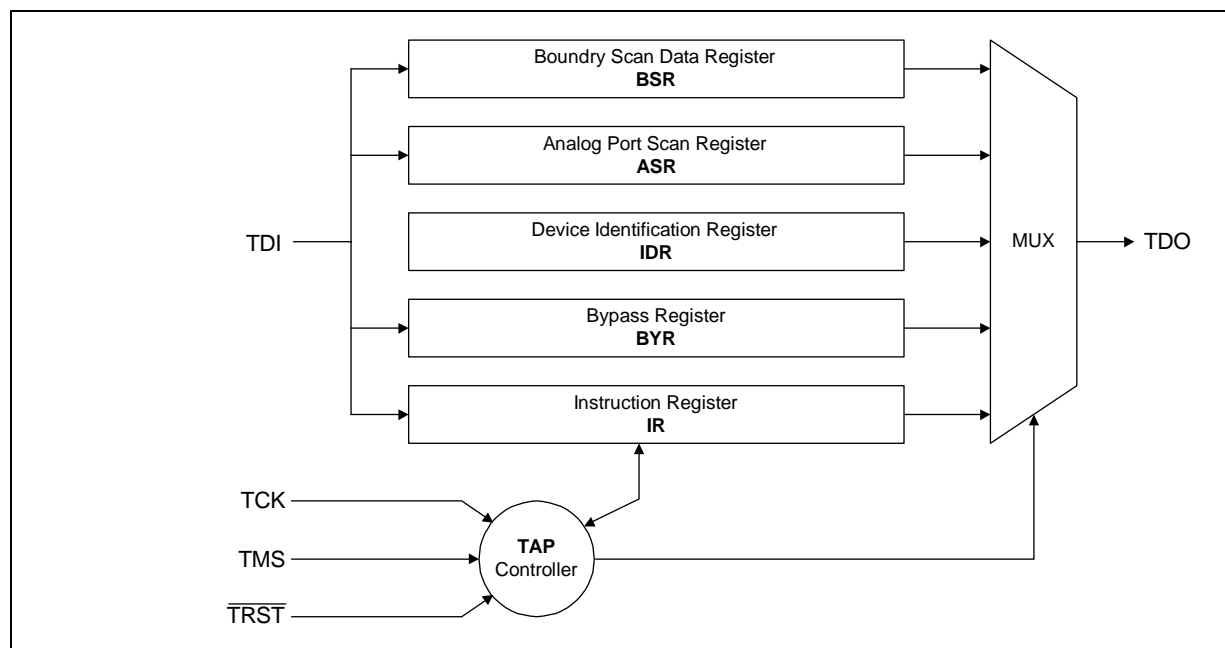 Boundry Scan Data Register
BSR
Analog Port Scan Register
ASR
TDI
Device Identification Register
IDR
MUX
TDO
Bypass Register
BYR
Instruction Register
IR
TCK
TMS
TAP
Controller
TRST